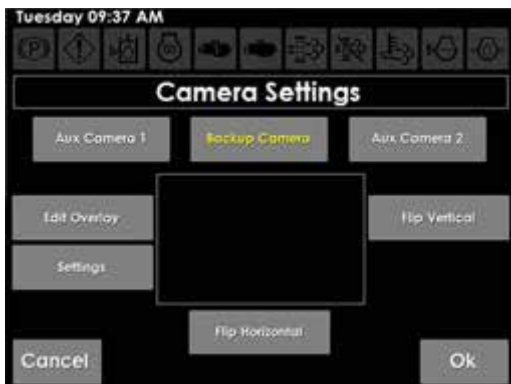 Tuesday 09:37 AM
Camera Settings
Aux Camera 1
Backup Camera
Aux Camera 2
Edit Overlay
Flip Vertical
Settings
Flip Horizontal
Cancel
Ok